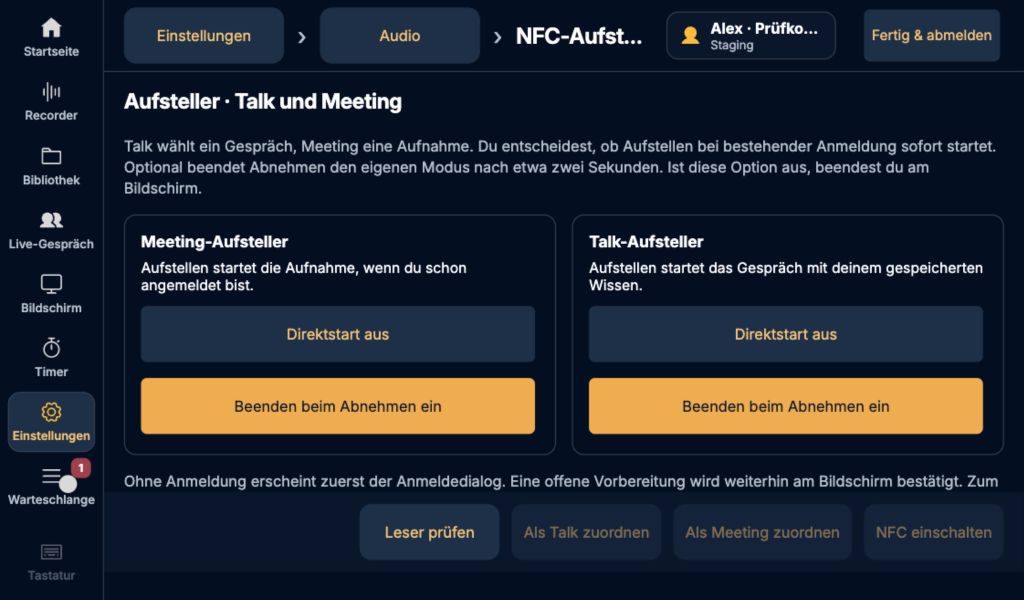 Startseite
Recorder
Bibliothek
Live-Gespräch
Bildschirm
Timer
Einstellungen
1
Warteschlange
Tastatur
Einstellungen › Audio › NFC-Aufst...
Alex · Prüfko...
Staging
Fertig & abmelden
Aufsteller · Talk und Meeting
Talk wählt ein Gespräch, Meeting eine Aufnahme. Du entscheidest, ob Aufstellen bei bestehender Anmeldung sofort startet.
Optional beendet Abnehmen den eigenen Modus nach etwa zwei Sekunden. Ist diese Option aus, beendest du am
Bildschirm.
Meeting-Aufsteller
Aufstellen startet die Aufnahme, wenn du schon
angemeldet bist.
Direktstart aus
Beenden beim Abnehmen ein
Talk-Aufsteller
Aufstellen startet das Gespräch mit deinem gespeicherten
Wissen.
Direktstart aus
Beenden beim Abnehmen ein
Ohne Anmeldung erscheint zuerst der Anmeldedialog. Eine offene Vorbereitung wird weiterhin am Bildschirm bestätigt. Zum
Leser prüfen
Als Talk zuordnen
Als Meeting zuordnen
NFC einschalten